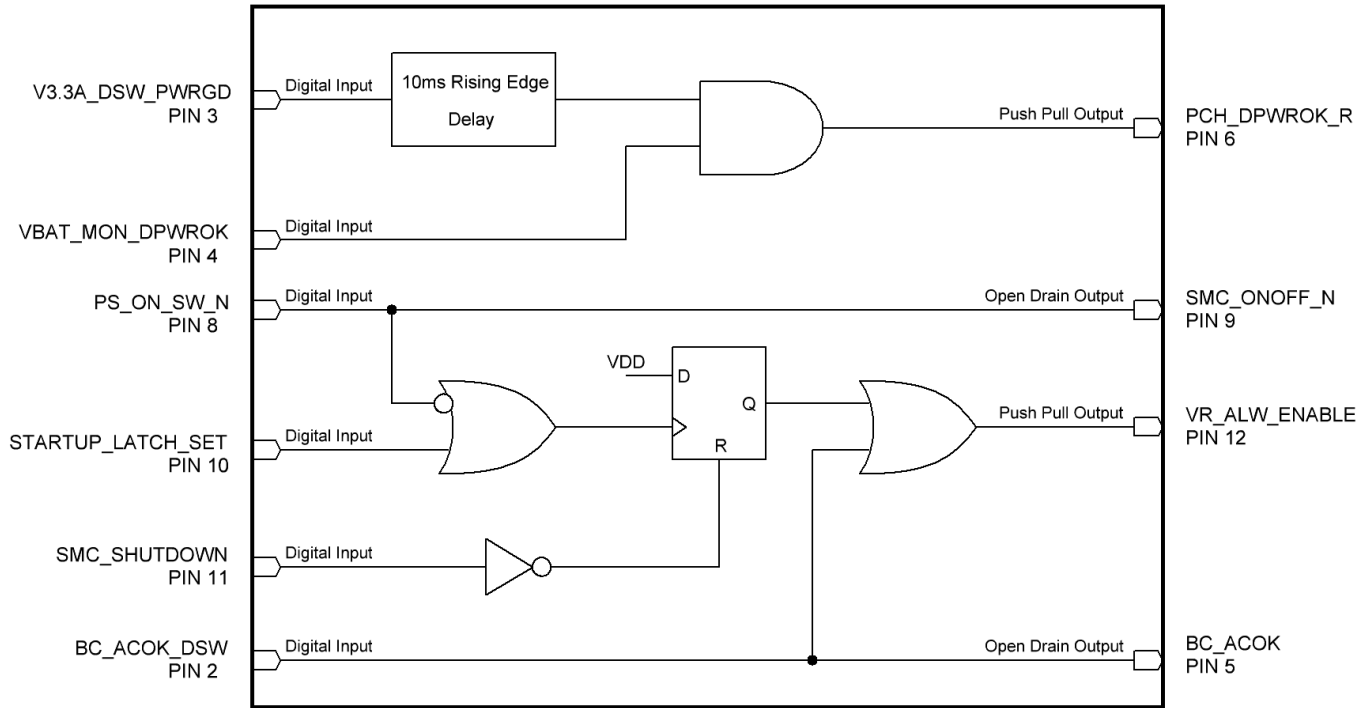 V3.3A_DSW_PWRGD
PIN 3
Digital Input
10ms Rising Edge
Delay
Push Pull Output
PCH_DPWROK_R
PIN 6
VBAT_MON_DPWROK
PIN 4
Digital Input
PS_ON_SW_N
PIN 8
Digital Input
Open Drain Output
SMC_ONOFF_N
PIN 9
VDD
D
Q
R
STARTUP_LATCH_SET
PIN 10
Digital Input
Push Pull Output
VR_ALW_ENABLE
PIN 12
SMC_SHUTDOWN
PIN 11
Digital Input
BC_ACOK_DSW
PIN 2
Digital Input
Open Drain Output
BC_ACOK
PIN 5